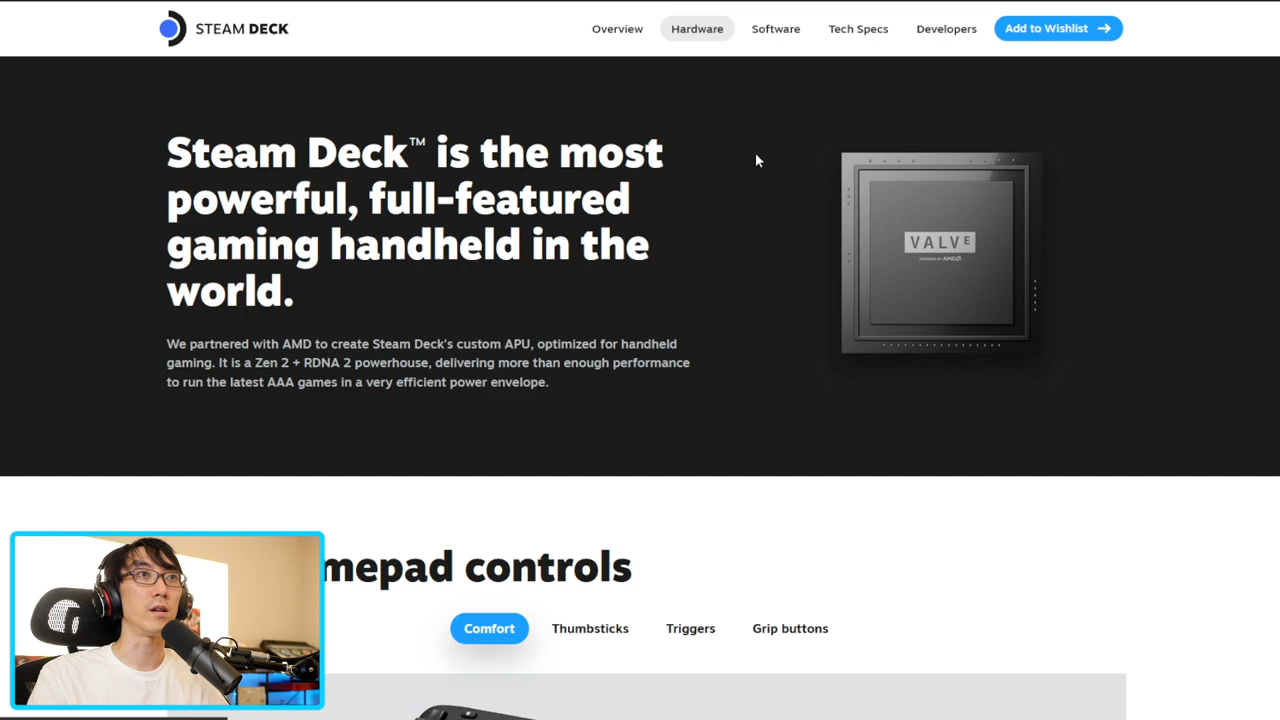 STEAM DECK
Overview
Hardware
Software
Tech Specs
Developers
Add to Wishlist →
Steam Deck™ is the most
powerful, full-featured
gaming handheld in the
world.
VALVE
POWERED BY AMD
We partnered with AMD to create Steam Deck's custom APU, optimized for handheld
gaming. It is a Zen 2 + RDNA 2 powerhouse, delivering more than enough performance
to run the latest AAA games in a very efficient power envelope.
mepad controls
Comfort
Thumbsticks
Triggers
Grip buttons